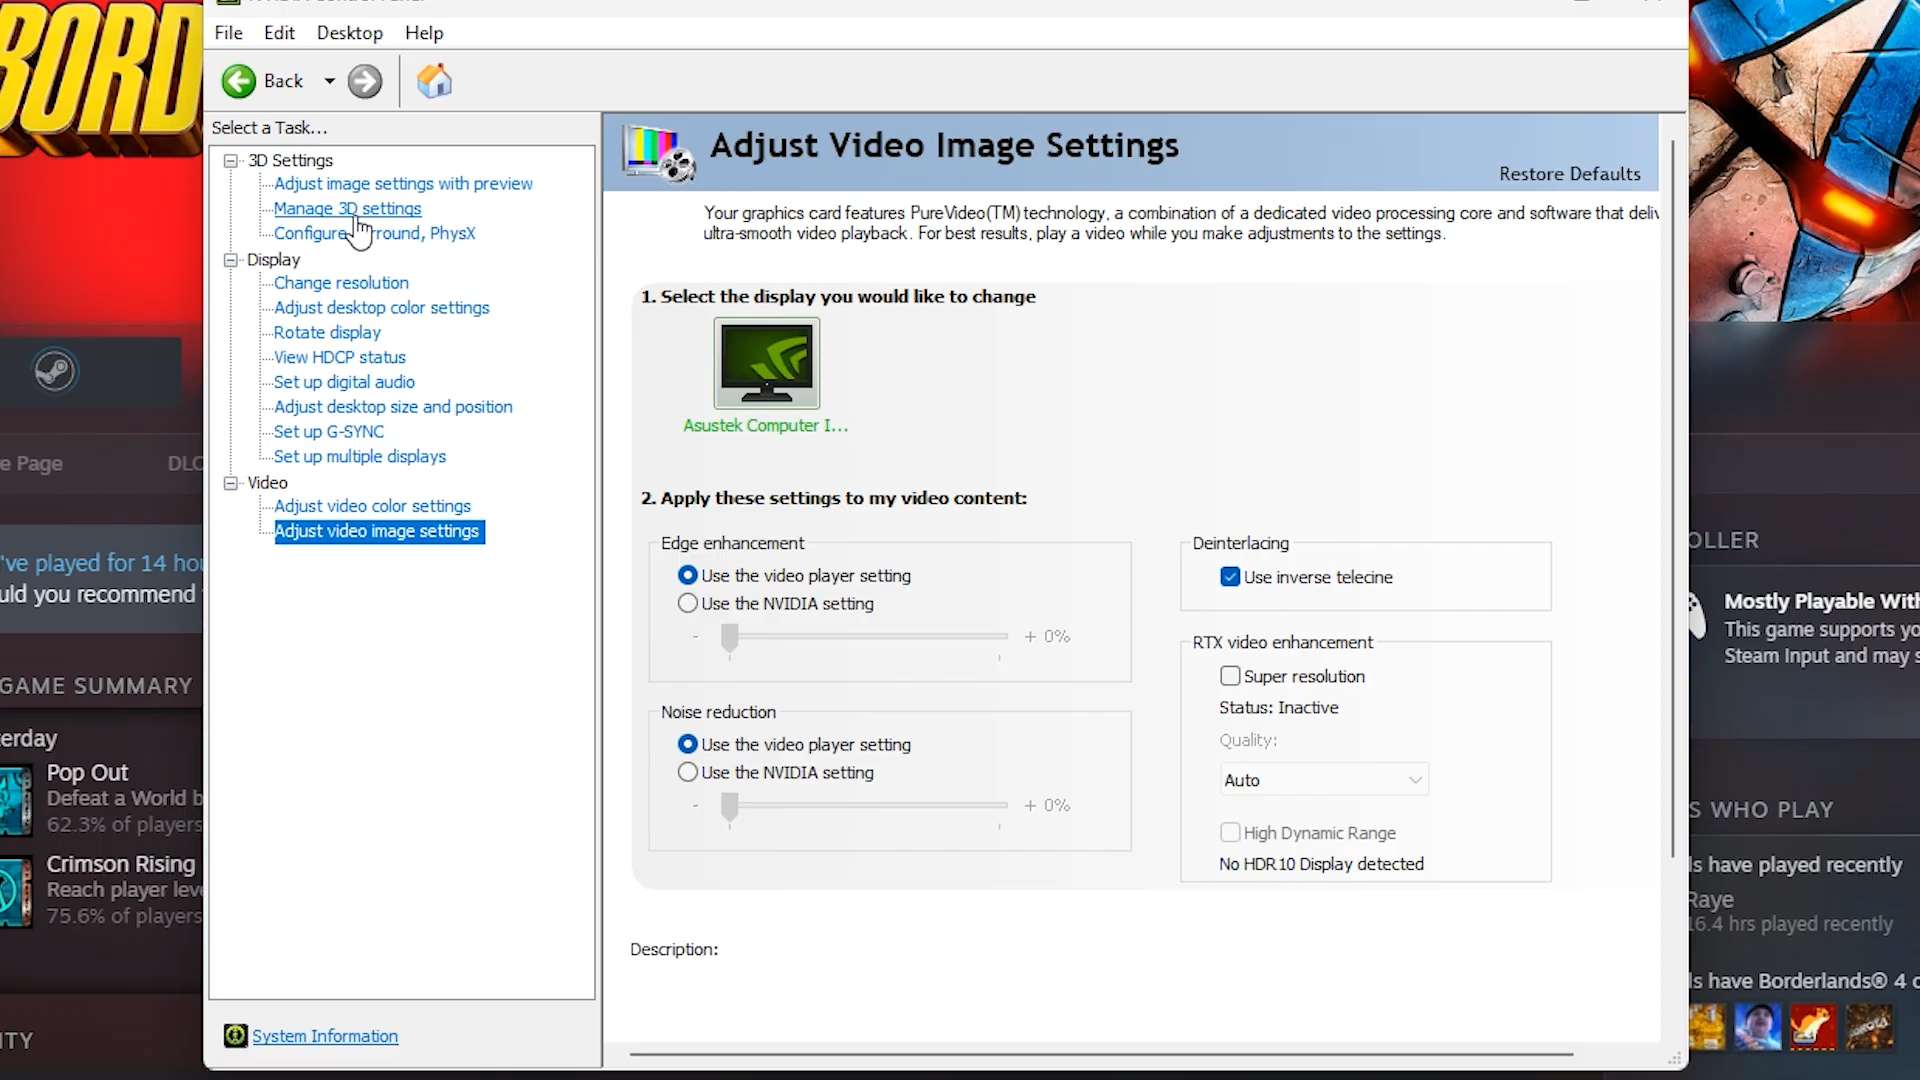 BORD
File Edit Desktop Help
Back
Select a Task...
3D Settings
Adjust image settings with preview
Manage 3D settings
Configure PhysX
Display
Change resolution
Adjust desktop color settings
Rotate display
View HDCP status
Set up digital audio
Adjust desktop size and position
Set up G-SYNC
Set up multiple displays
Video
Adjust video color settings
Adjust video image settings
System Information
Adjust Video Image Settings
Restore Defaults
Your graphics card features PureVideo(TM) technology, a combination of a dedicated video processing core and software that deliv
ultra-smooth video playback. For best results, play a video while you make adjustments to the settings.
1. Select the display you would like to change
Asustek Computer I...
2. Apply these settings to my video content:
Edge enhancement
Use the video player setting
Use the NVIDIA setting
- + 0%
Noise reduction
Use the video player setting
Use the NVIDIA setting
- + 0%
Deinterlacing
Use inverse telecine
RTX video enhancement
Super resolution
Status: Inactive
Quality:
Auto
High Dynamic Range
No HDR10 Display detected
Description:
e Page DLC
've played for 14 hou
uld you recommend
GAME SUMMARY
erday
Pop Out
Defeat a World b
62.3% of players
Crimson Rising
Reach player leve
75.6% of players
ITY
OLLER
Mostly Playable With
This game supports yo
Steam Input and may s
S WHO PLAY
ls have played recently
Raye
16.4 hrs played recently
ls have Borderlands® 4 o